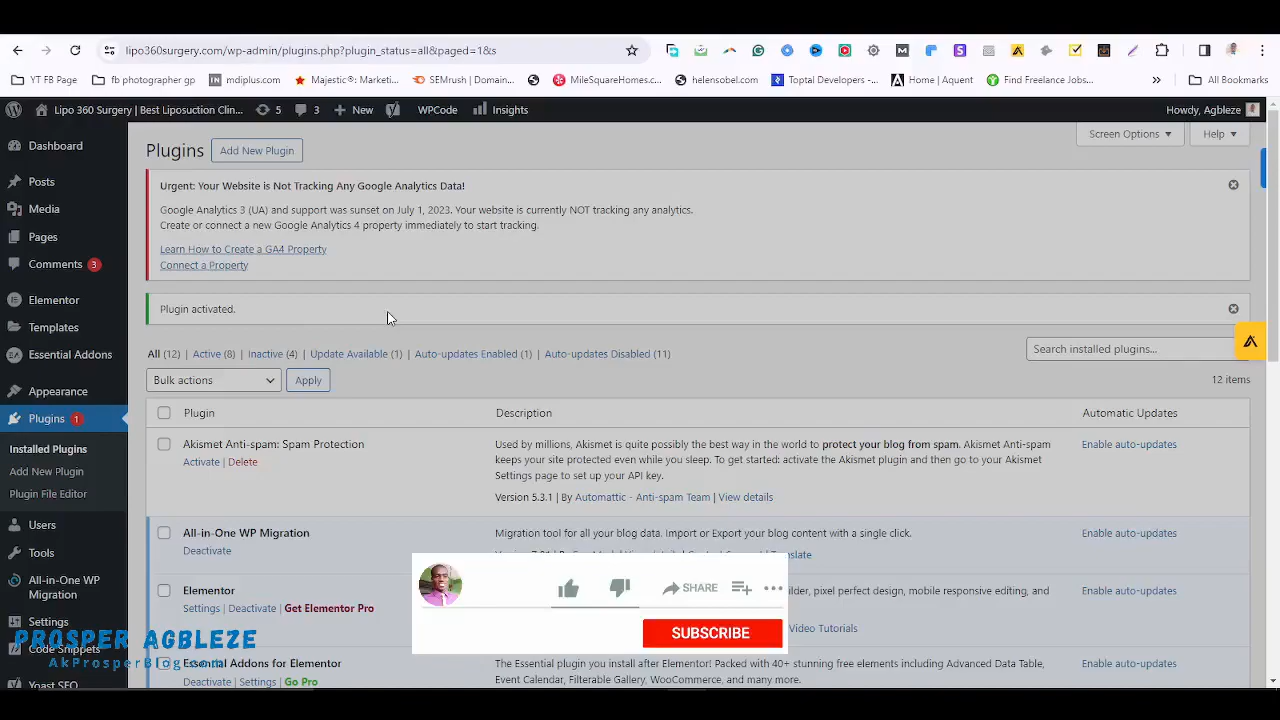 lipo360surgery.com/wp-admin/plugins.php?plugin_status=all&paged=1&s
YT FB Page
fb photographer gp
mdiplus.com
Majestic®: Marketi...
SEMrush | Domain...
MileSquareHomes.c...
helensobel.com
Toptal Developers -...
Home | Aquent
Find Freelance Jobs...
All Bookmarks
Lipo 360 Surgery | Best Liposuction Clin...
5
3
New
WPCode
Insights
Howdy, Agbleze
Dashboard
Posts
Media
Pages
Comments 3
Elementor
Templates
Essential Addons
Appearance
Plugins 1
Installed Plugins
Add New Plugin
Plugin File Editor
Users
Tools
All-in-One WP
Migration
Settings
Code Snippets
Yoast SEO
Plugins
Add New Plugin
Screen Options
Help
Urgent: Your Website is Not Tracking Any Google Analytics Data!
Google Analytics 3 (UA) and support was sunset on July 1, 2023. Your website is currently NOT tracking any analytics.
Create or connect a new Google Analytics 4 property immediately to start tracking.
Learn How to Create a GA4 Property
Connect a Property
Plugin activated.
All (12) | Active (8) | Inactive (4) | Update Available (1) | Auto-updates Enabled (1) | Auto-updates Disabled (11)
Search installed plugins...
Bulk actions
Apply
12 items
Plugin
Description
Automatic Updates
Akismet Anti-spam: Spam Protection
Activate | Delete
Used by millions, Akismet is quite possibly the best way in the world to protect your blog from spam. Akismet Anti-spam
keeps your site protected even while you sleep. To get started: activate the Akismet plugin and then go to your Akismet
Settings page to set up your API key.
Version 5.3.1 | By Automattic - Anti-spam Team | View details
Enable auto-updates
All-in-One WP Migration
Deactivate
Migration tool for all your blog data. Import or Export your blog content with a single click.
Enable auto-updates
Elementor
Settings | Deactivate | Get Elementor Pro
ilder, pixel perfect design, mobile responsive editing, and
Video Tutorials
Enable auto-updates
Essential Addons for Elementor
Deactivate | Settings | Go Pro
The Essential plugin you install after Elementor! Packed with 40+ stunning free elements including Advanced Data Table,
Event Calendar, Filterable Gallery, WooCommerce, and many more.
Enable auto-updates
SHARE
SUBSCRIBE
PROSPER AGBLEZE
AkProsperBlog.com